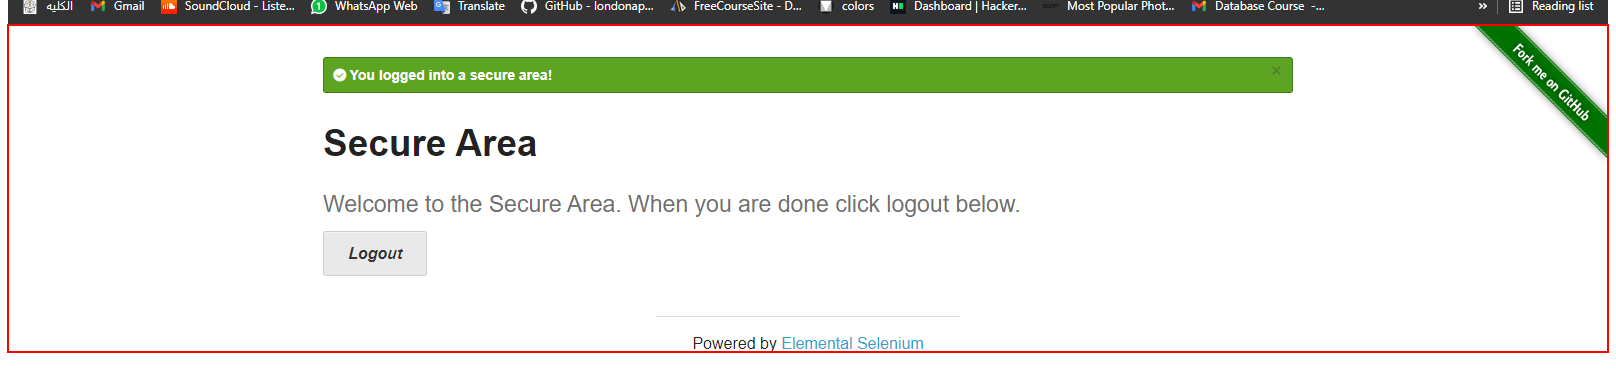 الكليه Gmail SoundCloud - Liste... 1 WhatsApp Web Translate GitHub - londonap... FreeCourseSite - D... colors Dashboard | Hacker... Most Popular Phot... Database Course -... » Reading list
You logged into a secure area! ×
Fork me on GitHub
Secure Area
Welcome to the Secure Area. When you are done click logout below.
Logout
Powered by Elemental Selenium